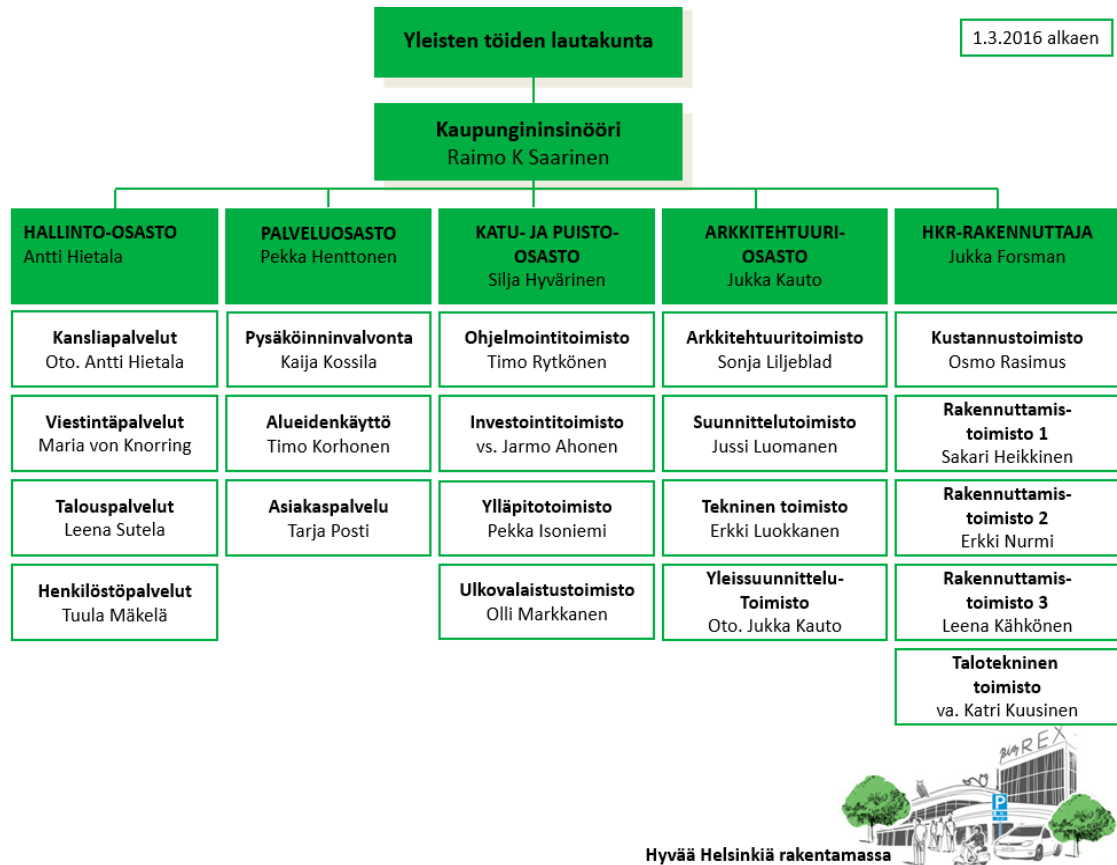 Yleisten töiden lautakunta
1.3.2016 alkaen
Kaupungininsinööri
Raimo K Saarinen
HALLINTO-OSASTO
Antti Hietala
Kansliapalvelut
Oto. Antti Hietala
Viestintäpalvelut
Maria von Knorring
Talouspalvelut
Leena Sutela
Henkilöstöpalvelut
Tuula Mäkelä
PALVELUOSASTO
Pekka Henttonen
Pysäköinninvalvonta
Kaija Kossila
Alueidenkäyttö
Timo Korhonen
Asiakaspalvelu
Tarja Posti
KATU- JA PUISTO-
OSASTO
Silja Hyvärinen
Ohjelmointitoimisto
Timo Rytkönen
Investointitoimisto
vs. Jarmo Ahonen
Ylläpitotoimisto
Pekka Isoniemi
Ulkovalaistustoimisto
Olli Markkanen
ARKKITEHTUURI-
OSASTO
Jukka Kauto
Arkkitehtuuritoimisto
Sonja Liljeblad
Suunnittelutoimisto
Jussi Luomanen
Tekninen toimisto
Erkki Luokkanen
Yleissuunnittelu-
Toimisto
Oto. Jukka Kauto
HKR-RAKENNUTTAJA
Jukka Forsman
Kustannustoimisto
Osmo Rasimus
Rakennuttamis-
toimisto 1
Sakari Heikkinen
Rakennuttamis-
toimisto 2
Erkki Nurmi
Rakennuttamis-
toimisto 3
Leena Kähkönen
Talotekninen
toimisto
va. Katri Kuusinen
big REX
P
Hyvää Helsinkiä rakentamassa